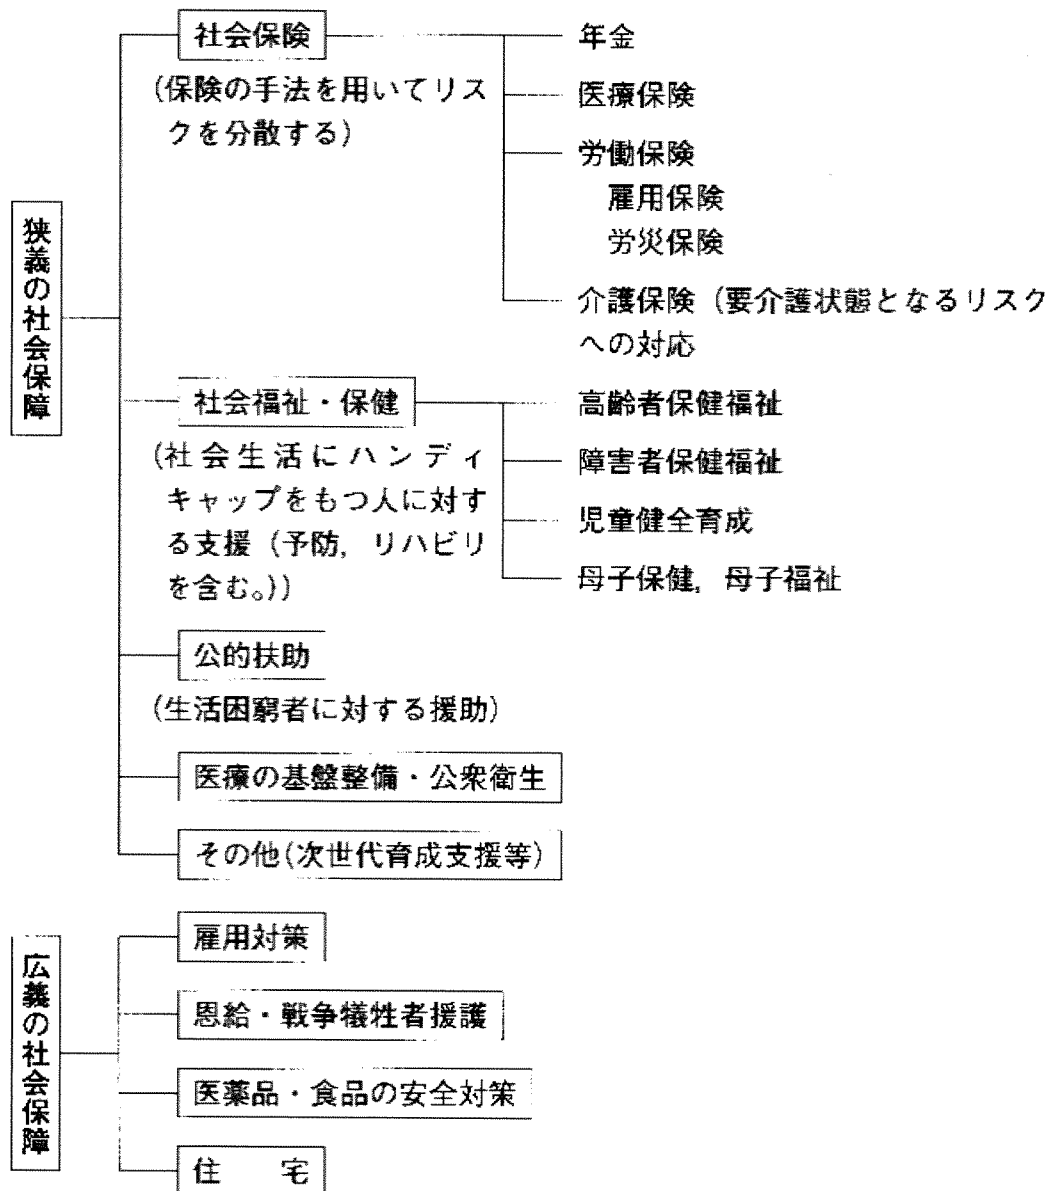 狭義の社会保障
社会保険
(保険の手法を用いてリス
クを分散する)
年金
医療保険
労働保険
雇用保険
労災保険
介護保険（要介護状態となるリスク
への対応
社会福祉・保健
(社会生活にハンディ
キャップをもつ人に対す
る支援（予防，リハビリ
を含む。))
高齢者保健福祉
障害者保健福祉
児童健全育成
母子保健，母子福祉
公的扶助
(生活困窮者に対する援助)
医療の基盤整備・公衆衛生
その他(次世代育成支援等)
広義の社会保障
雇用対策
恩給・戦争犠牲者援護
医薬品・食品の安全対策
住　宅